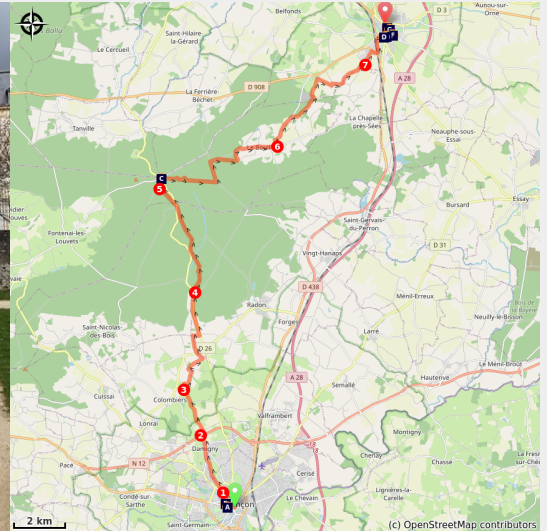 Belfonds
D 3
Aunou-sur-
Orne
Saint-Hilaire
la-Gérard
Le Cercueil
G
D F
7
A 28
D 908
La Ferrière-
Béchet
La Chapelle
près-Sées
Tanville
Neauphe-sous-
Essai
6
C
5
Essay
Bursard
Saint-Gervais-
du-Perron
Fontenai-les-
Louvets
D 31
Vingt-Hanaps
4
D 438
Ménil-Erreux
Radon
Neuilly-le-Bisson
Forges
Larré
Saint-Nicolas-
des-Bois
D 26
Le Ménil-Brout
A 28
Hauterive
Semallé
3
Colombiers
Cuissai
Valframbert
Lonrai
2
Damigny
Montigny
Chenay
Pacé
N 12
Cerisé
1
A
Condé-sur-
Sarthe
Le Chevain
Lignières-la-
Carelle
2 km
Saint-Germain
(c) OpenStreetMap contributors